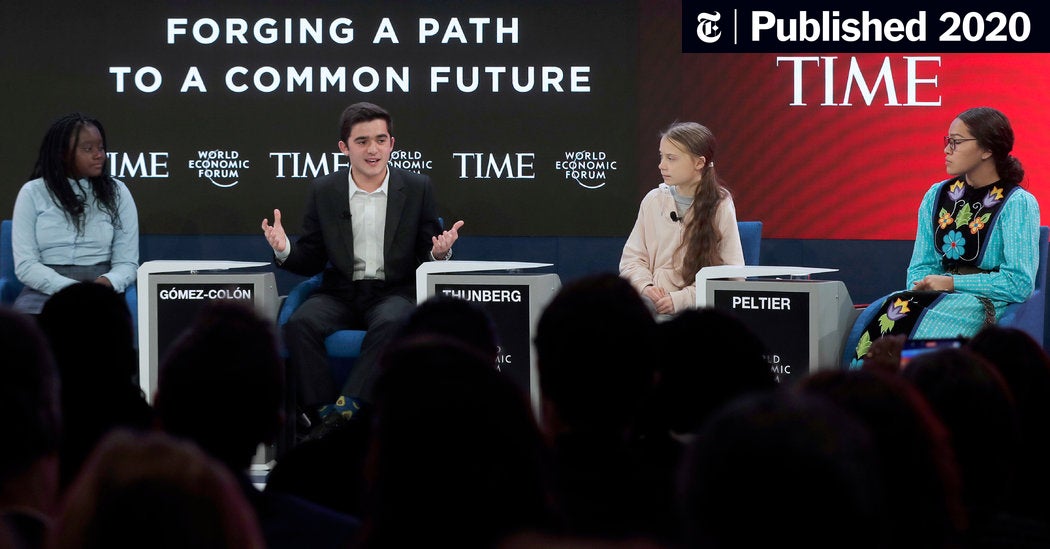 Published 2020
FORGING A PATH
TO A COMMON FUTURE
TIME
TIME
WORLD
ECONOMIC
FORUM
TIME
WORLD
ECONOMIC
FORUM
TIME
WORLD
ECONOMIC
FORUM
GÓMEZ-COLÓN
THUNBERG
PELTIER